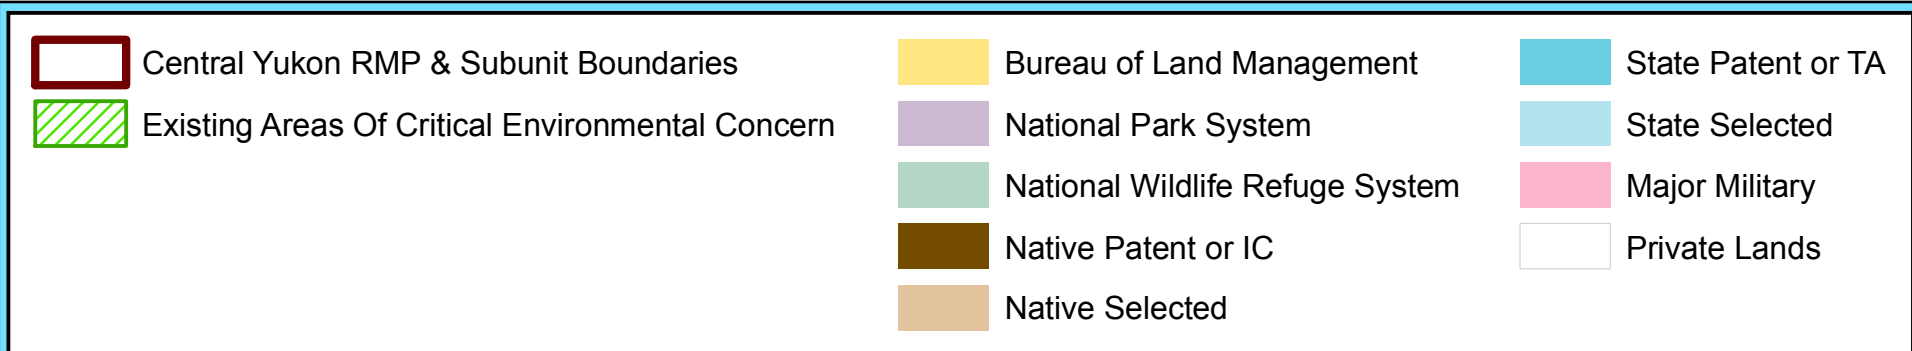 Central Yukon RMP & Subunit Boundaries
Existing Areas Of Critical Environmental Concern
Bureau of Land Management
National Park System
National Wildlife Refuge System
Native Patent or IC
Native Selected
State Patent or TA
State Selected
Major Military
Private Lands